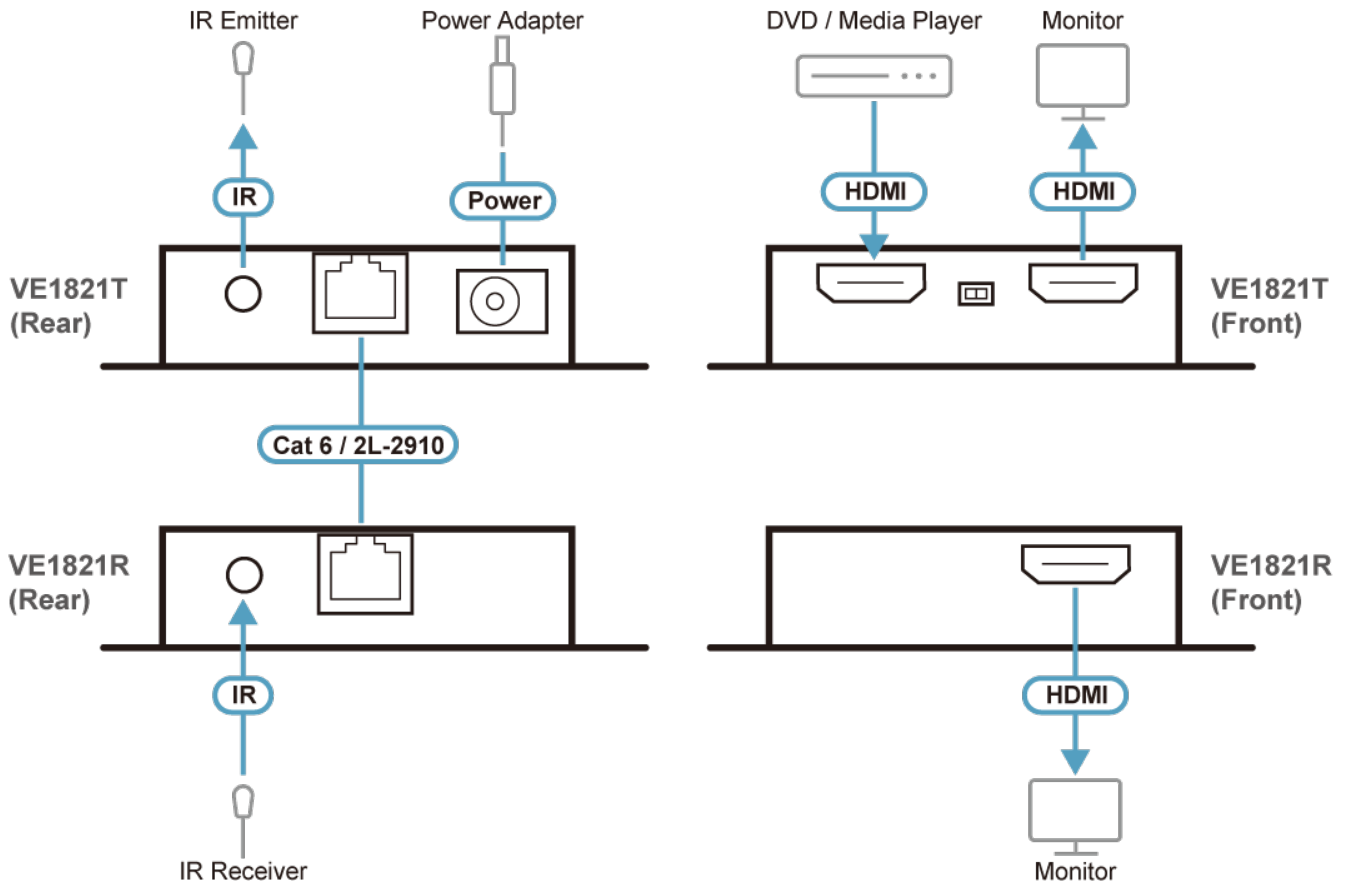 IR Emitter
Power Adapter
DVD / Media Player
Monitor
IR
Power
HDMI
HDMI
VE1821T
(Rear)
VE1821T
(Front)
Cat 6 / 2L-2910
VE1821R
(Rear)
VE1821R
(Front)
IR
HDMI
IR Receiver
Monitor